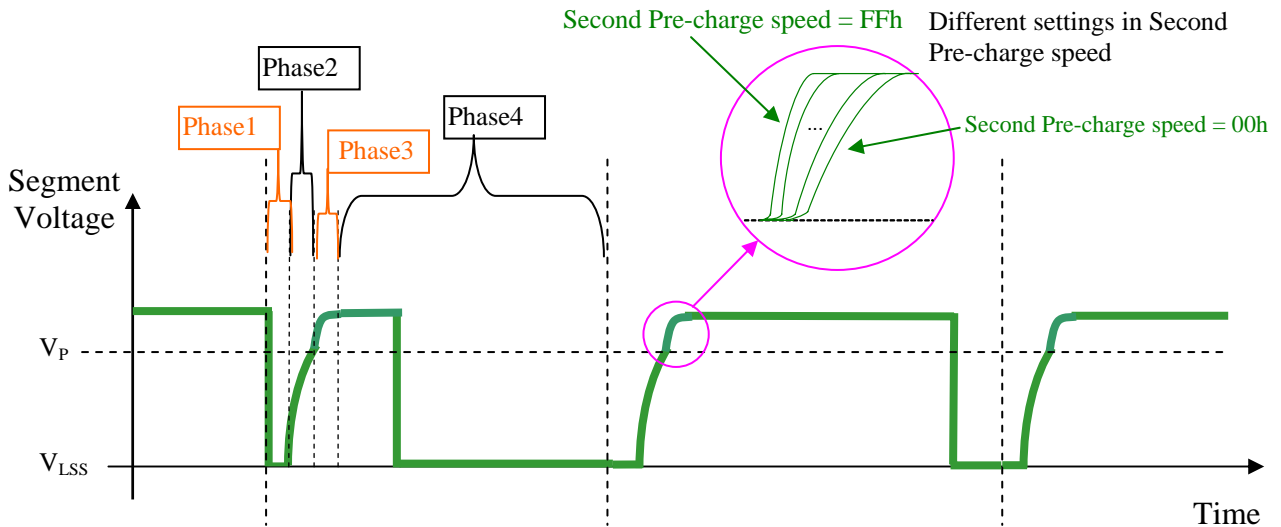 Second Pre-charge speed = FFh
Different settings in Second
Pre-charge speed
Phase2
Phase1
Phase4
Phase3
...
Second Pre-charge speed = 00h
Segment
Voltage
VP
VLSS
Time